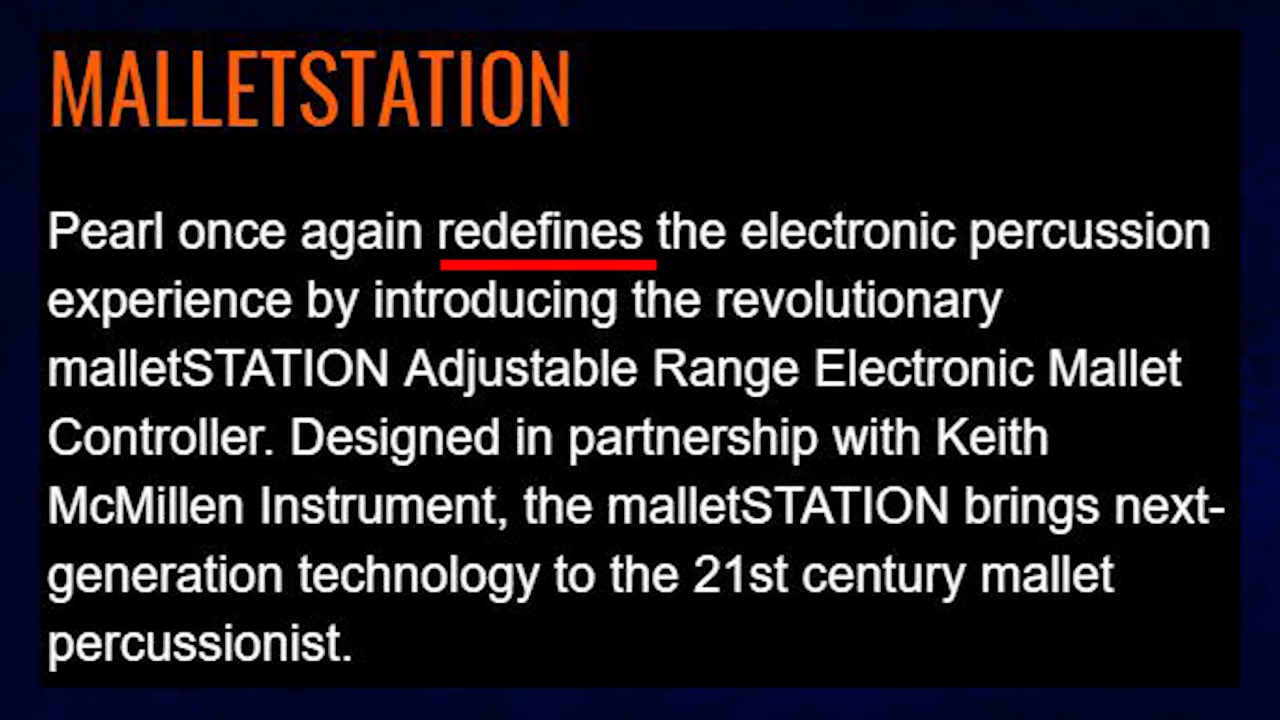 MALLETSTATION
Pearl once again redefines the electronic percussion
experience by introducing the revolutionary
malletSTATION Adjustable Range Electronic Mallet
Controller. Designed in partnership with Keith
McMillen Instrument, the malletSTATION brings next-
generation technology to the 21st century mallet
percussionist.